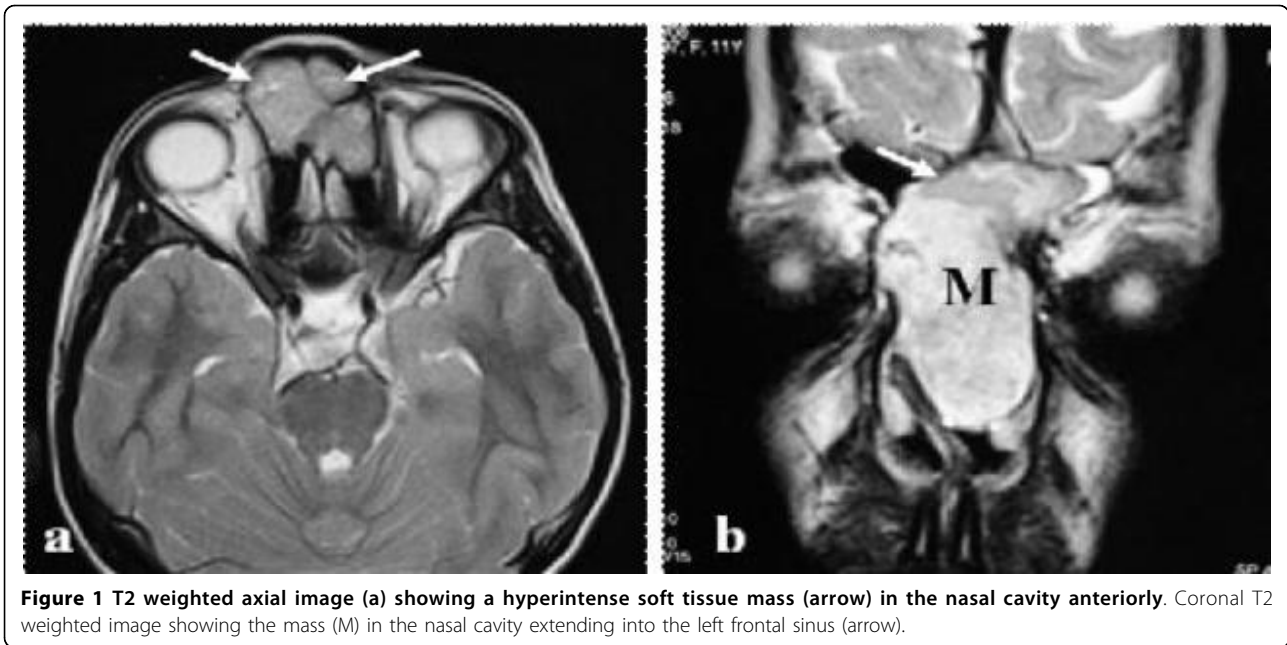 F, 11Y
M
a
b
SP
Figure 1 T2 weighted axial image (a) showing a hyperintense soft tissue mass (arrow) in the nasal cavity anteriorly. Coronal T2
weighted image showing the mass (M) in the nasal cavity extending into the left frontal sinus (arrow).